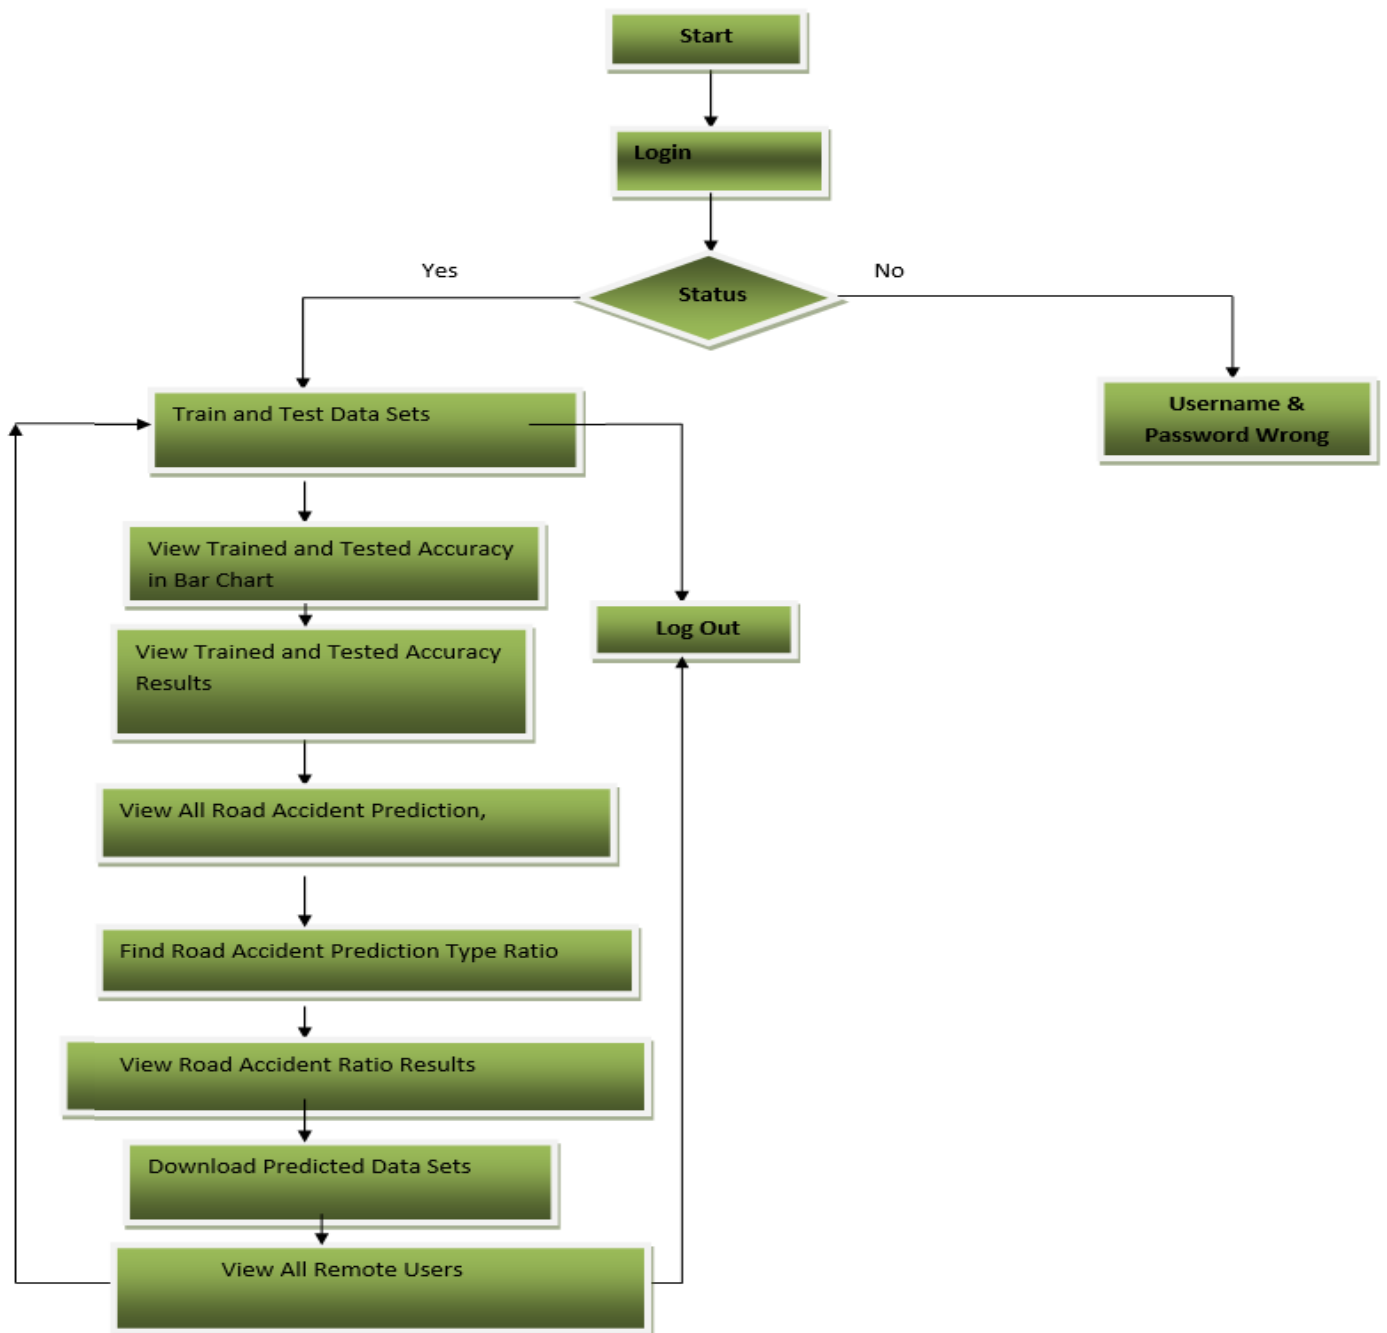 Start
Login
Yes
No
Status
Train and Test Data Sets
Username &
Password Wrong
View Trained and Tested Accuracy
in Bar Chart
Log Out
View Trained and Tested Accuracy
Results
View All Road Accident Prediction,
Find Road Accident Prediction Type Ratio
View Road Accident Ratio Results
Download Predicted Data Sets
View All Remote Users